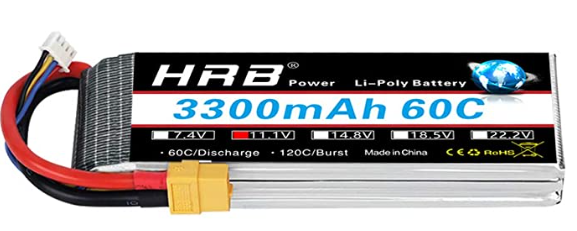 HRB® Power Li-Poly Battery
3300mAh 60C
7.4V 11.1V 14.8V 18.5V 22.2V
• 60C/Discharge • 120C/Burst Made in China CE RoHS